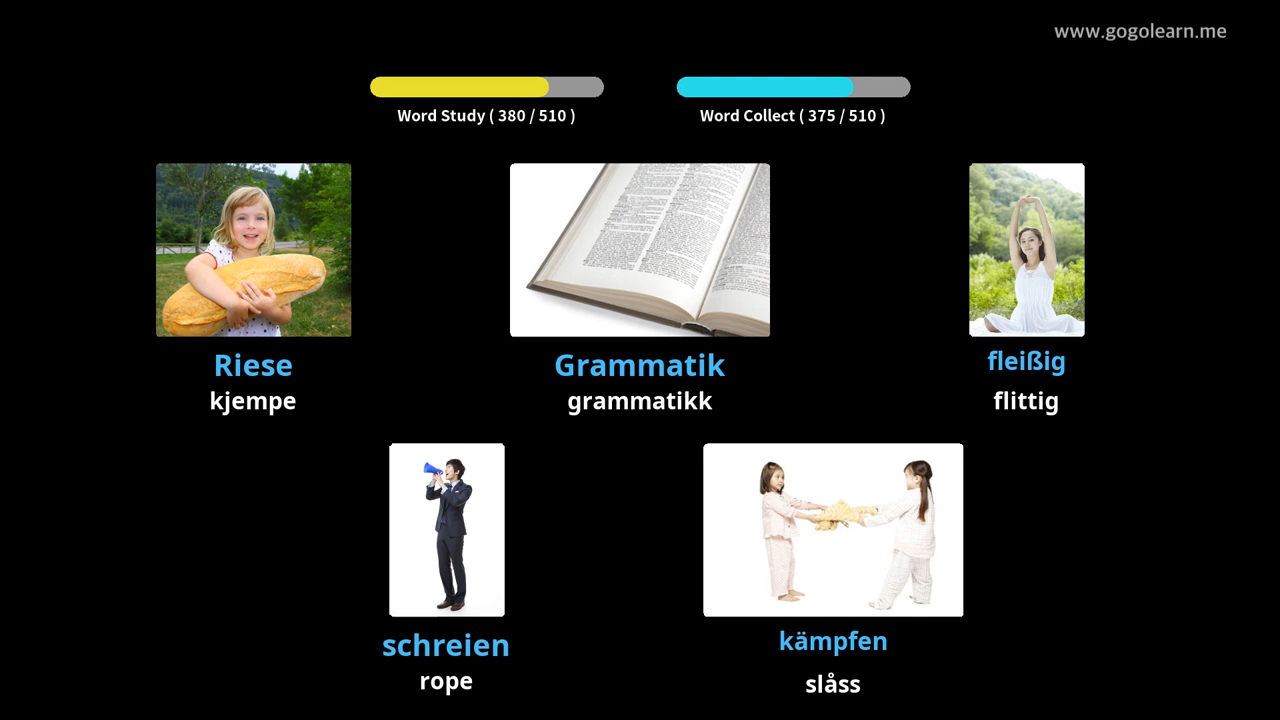 www.gogolearn.me
Word Study ( 380 / 510 )
Word Collect ( 375 / 510 )
Riese
kjempe
Grammatik
grammatikk
fleißig
flittig
schreien
rope
kämpfen
slåss